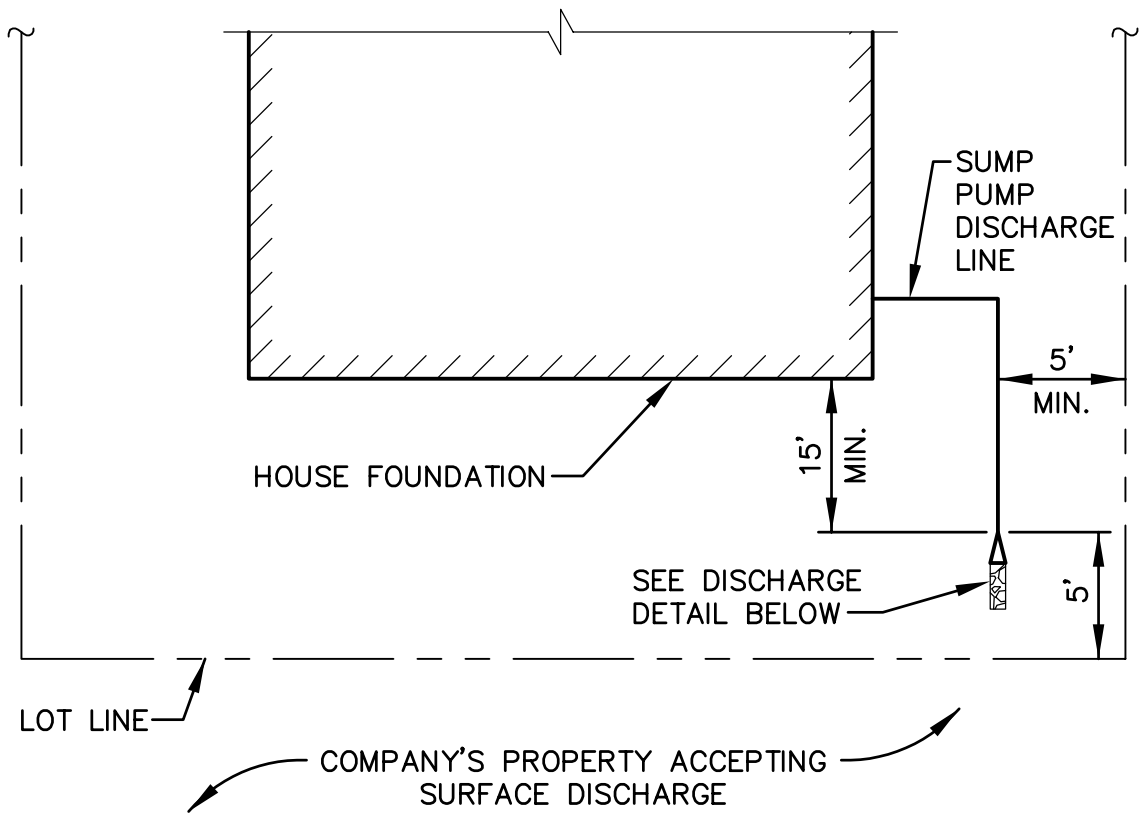 SUMP
PUMP
DISCHARGE
LINE
5'
MIN.
15'
MIN.
HOUSE FOUNDATION
SEE DISCHARGE
DETAIL BELOW
5'
LOT LINE
COMPANY'S PROPERTY ACCEPTING
SURFACE DISCHARGE